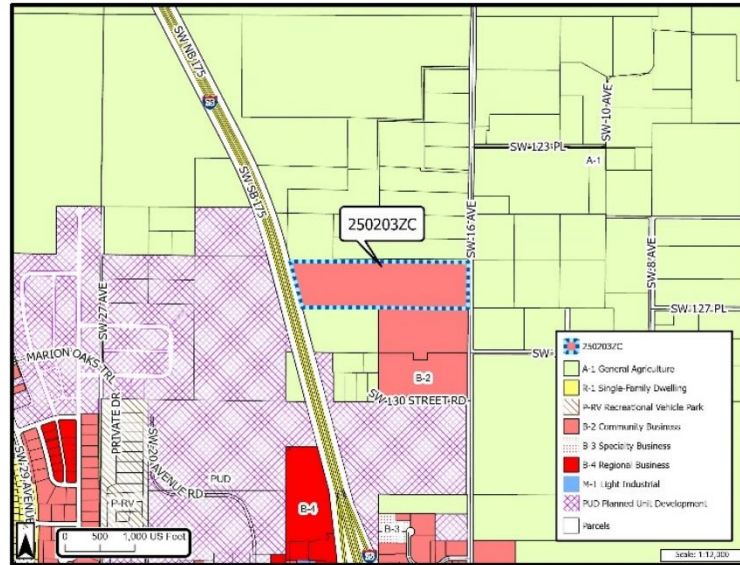 SW NB 175
SW SB 175
SW 10 AVE
SW 123 PL
A-1
SW 16 AVE
250203ZC
SW 8 AVE
SW 27 AVE
SW 127 PL
MARION OAKS TRL
B-2
SW
SW 130 STREET RD
PRIVATE DR
SW 20 AVENUE RD
SW 29 AVENUE
PUD
P-RV
B-4
B-3
250203ZC
A-1 General Agriculture
R-1 Single-Family Dwelling
P-RV Recreational Vehicle Park
B-2 Community Business
B-3 Specialty Business
B-4 Regional Business
M-1 Light Industrial
PUD Planned Unit Development
Parcels
0 500 1,000 US Feet
Scale: 1:12,000